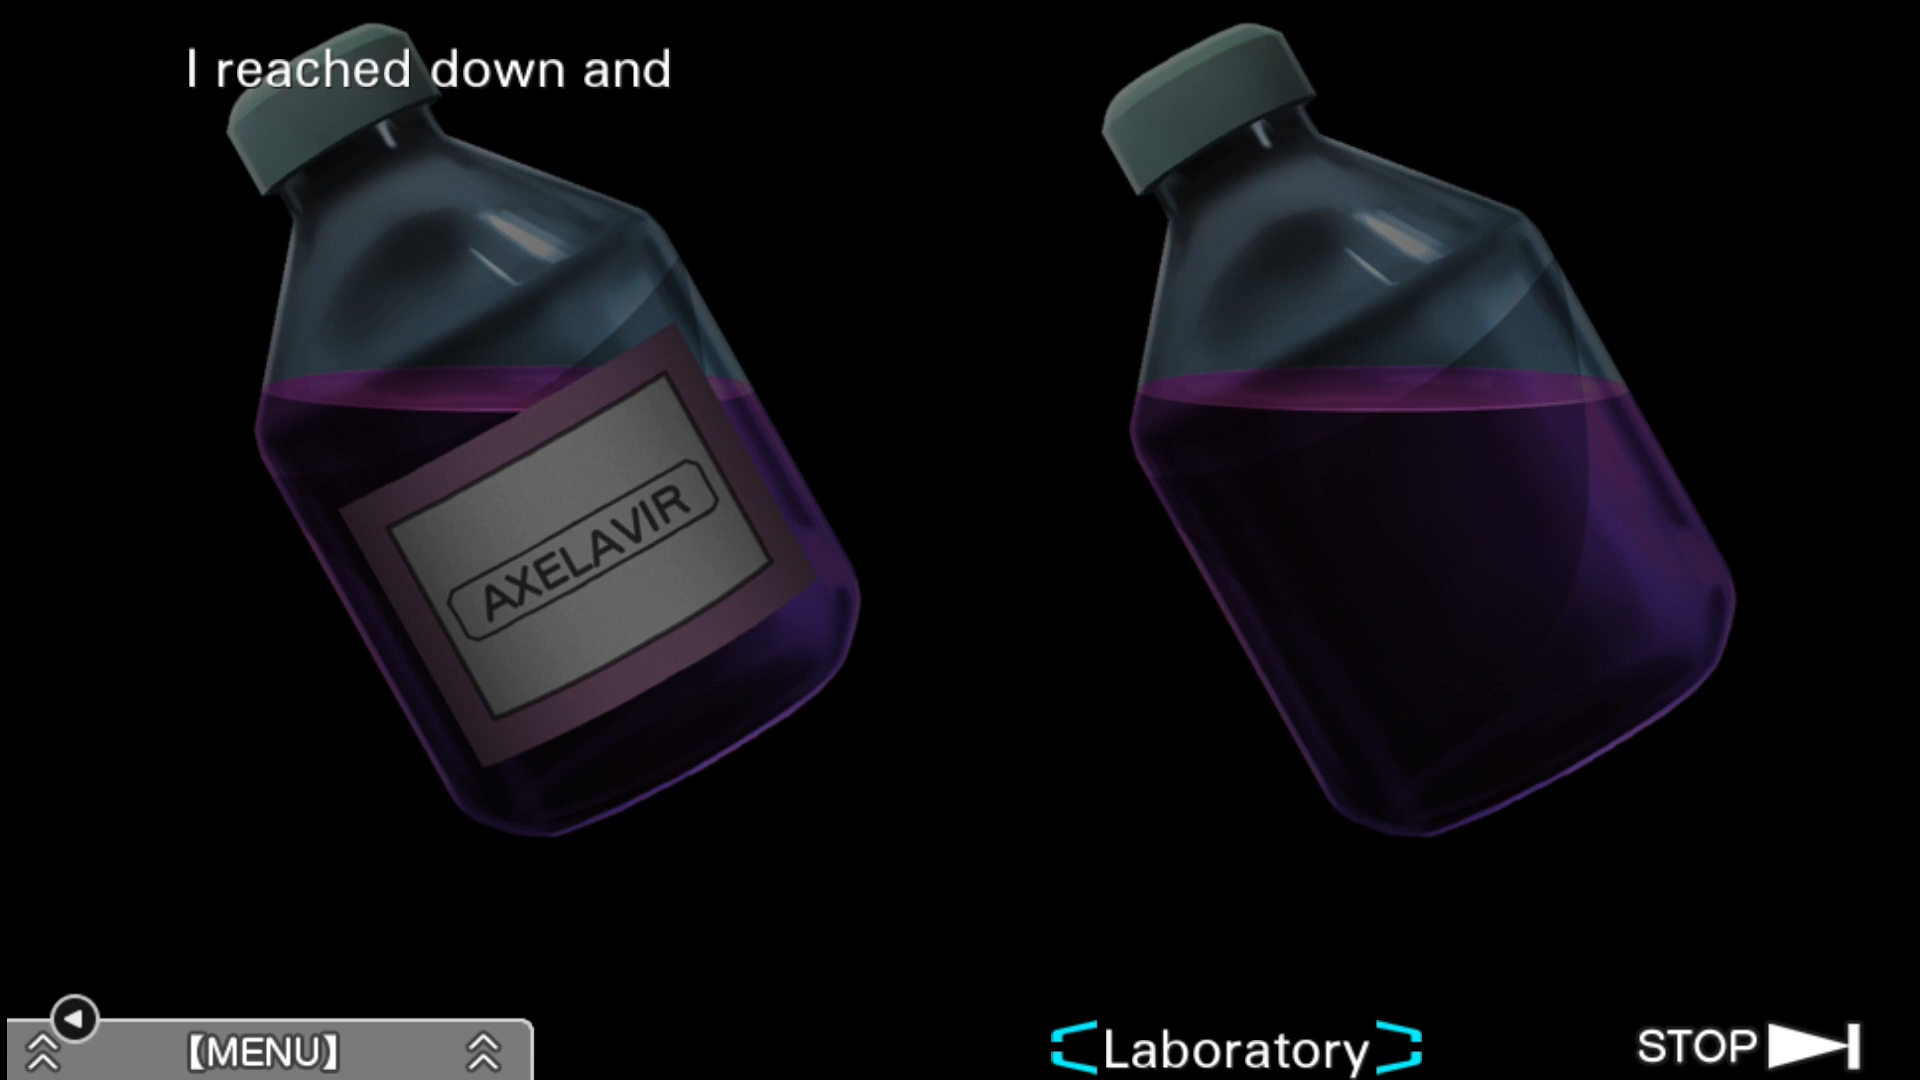 I reached down and
AXELAVIR
【MENU】
Laboratory
STOP